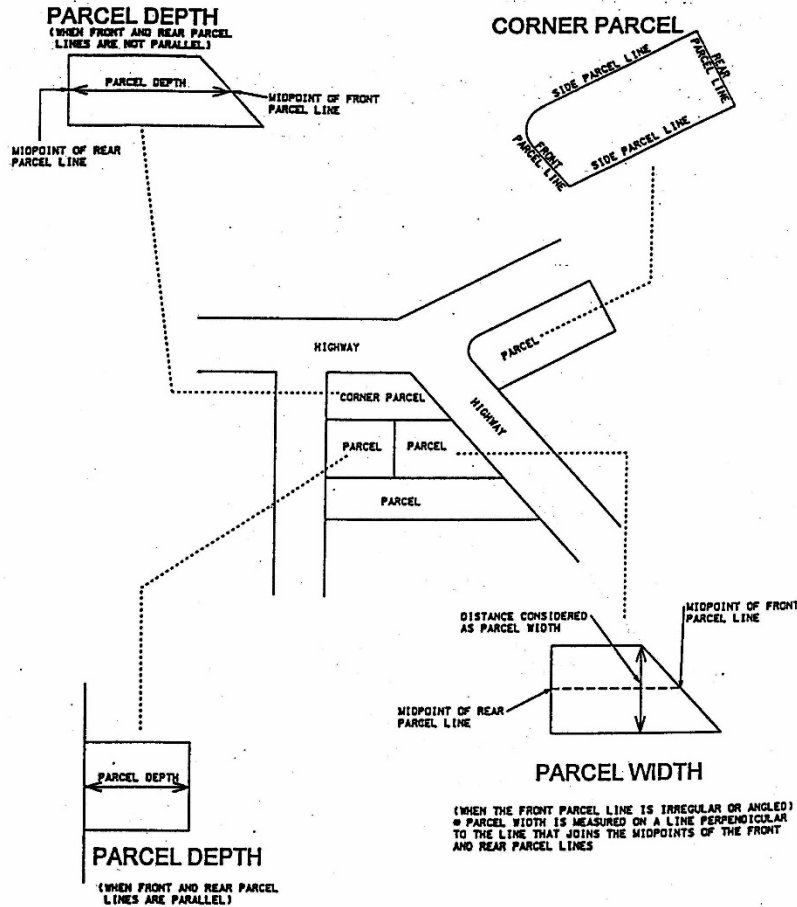 PARCEL DEPTH
(WHEN FRONT AND REAR PARCEL
LINES ARE NOT PARALLEL)
PARCEL DEPTH
MIDPOINT OF FRONT
PARCEL LINE
MIDPOINT OF REAR
PARCEL LINE
CORNER PARCEL
SIDE PARCEL LINE
REAR
PARCEL LINE
FRONT
PARCEL LINE
SIDE PARCEL LINE
HIGHWAY
PARCEL
CORNER PARCEL
HIGHWAY
PARCEL
PARCEL
PARCEL
DISTANCE CONSIDERED
AS PARCEL WIDTH
MIDPOINT OF FRONT
PARCEL LINE
MIDPOINT OF REAR
PARCEL LINE
PARCEL WIDTH
(WHEN THE FRONT PARCEL LINE IS IRREGULAR OR ANGLED)
* PARCEL WIDTH IS MEASURED ON A LINE PERPENDICULAR
TO THE LINE THAT JOINS THE MIDPOINTS OF THE FRONT
AND REAR PARCEL LINES
PARCEL DEPTH
PARCEL DEPTH
(WHEN FRONT AND REAR PARCEL
LINES ARE PARALLEL)